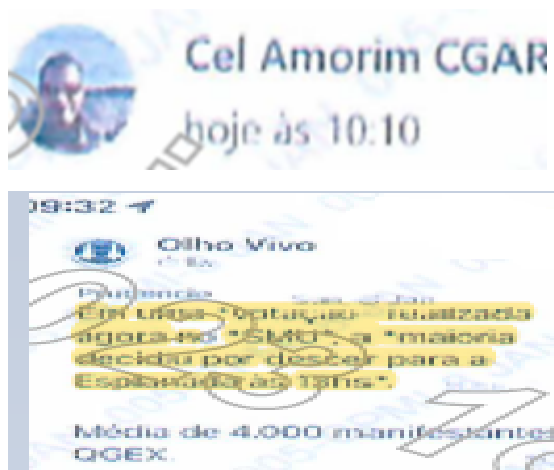 Cel Amorim CGAR
hoje às 10:10
09:32
Olho Vivo
Prudencia
Em uma *votação* realizada
agora no *SMU*, a *maioria
decidiu por descer para a
Esplanada às 13hs*.
Média de 4.000 manifestantes
QGEX.